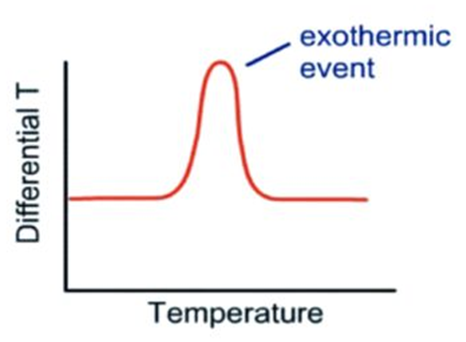 exothermic
event
Differential T
Temperature